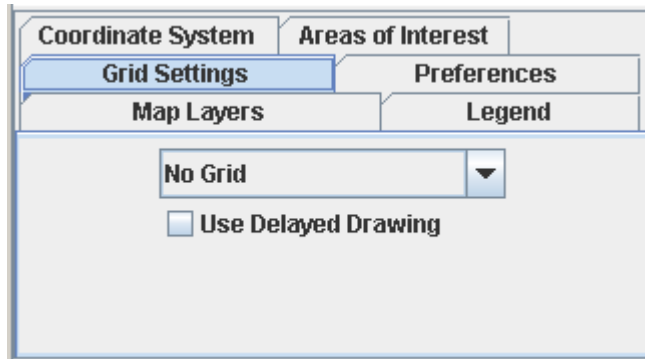 Coordinate System Areas of Interest
Grid Settings Preferences
Map Layers Legend
No Grid
Use Delayed Drawing